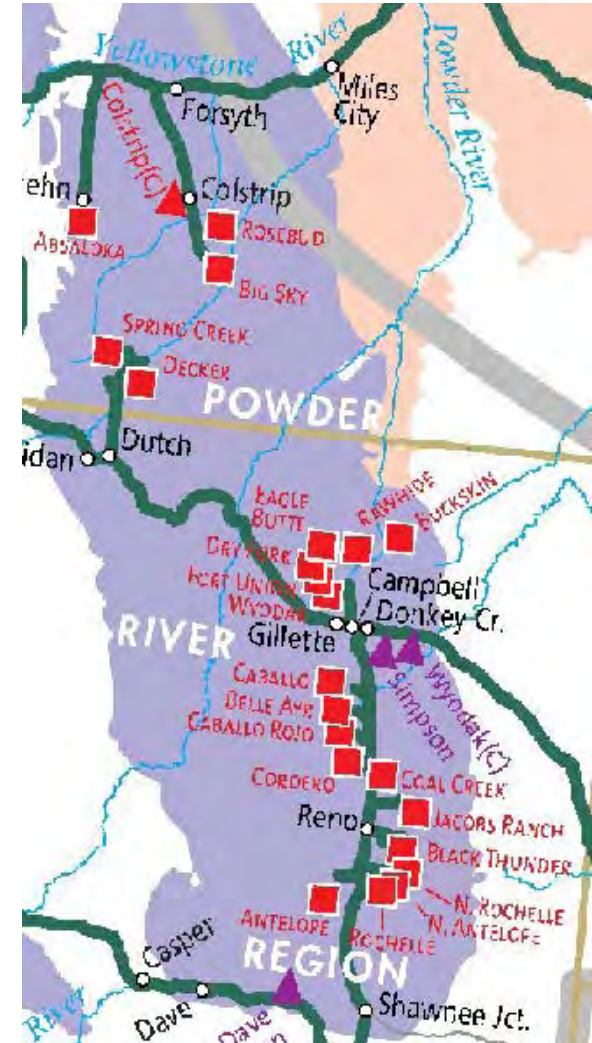 Yellowstone
River
Powder River
Miles
City
Forsyth
Colstrip(C)
ehn
Colstrip
ABSALOKA
ROSEBUD
BIG SKY
SPRING CREEK
DECKER
POWDER
idan
Dutch
EAGLE
BUTTE
RAWHIDE
BUCKSKIN
DRY FORK
FORT UNION
WYODAK
Campbell
Donkey Cr.
Gillette
RIVER
CABALLO
BELLE AYR
CABALLO ROJO
Simpson
Wyodak(C)
CORDERO
COAL CREEK
Reno
JACOBS RANCH
BLACK THUNDER
N. ROCHELLE
N. ANTELOPE
ANTELOPE
ROCHELLE
REGION
Casper
Dave
Dave
River
Shawnee Jct.